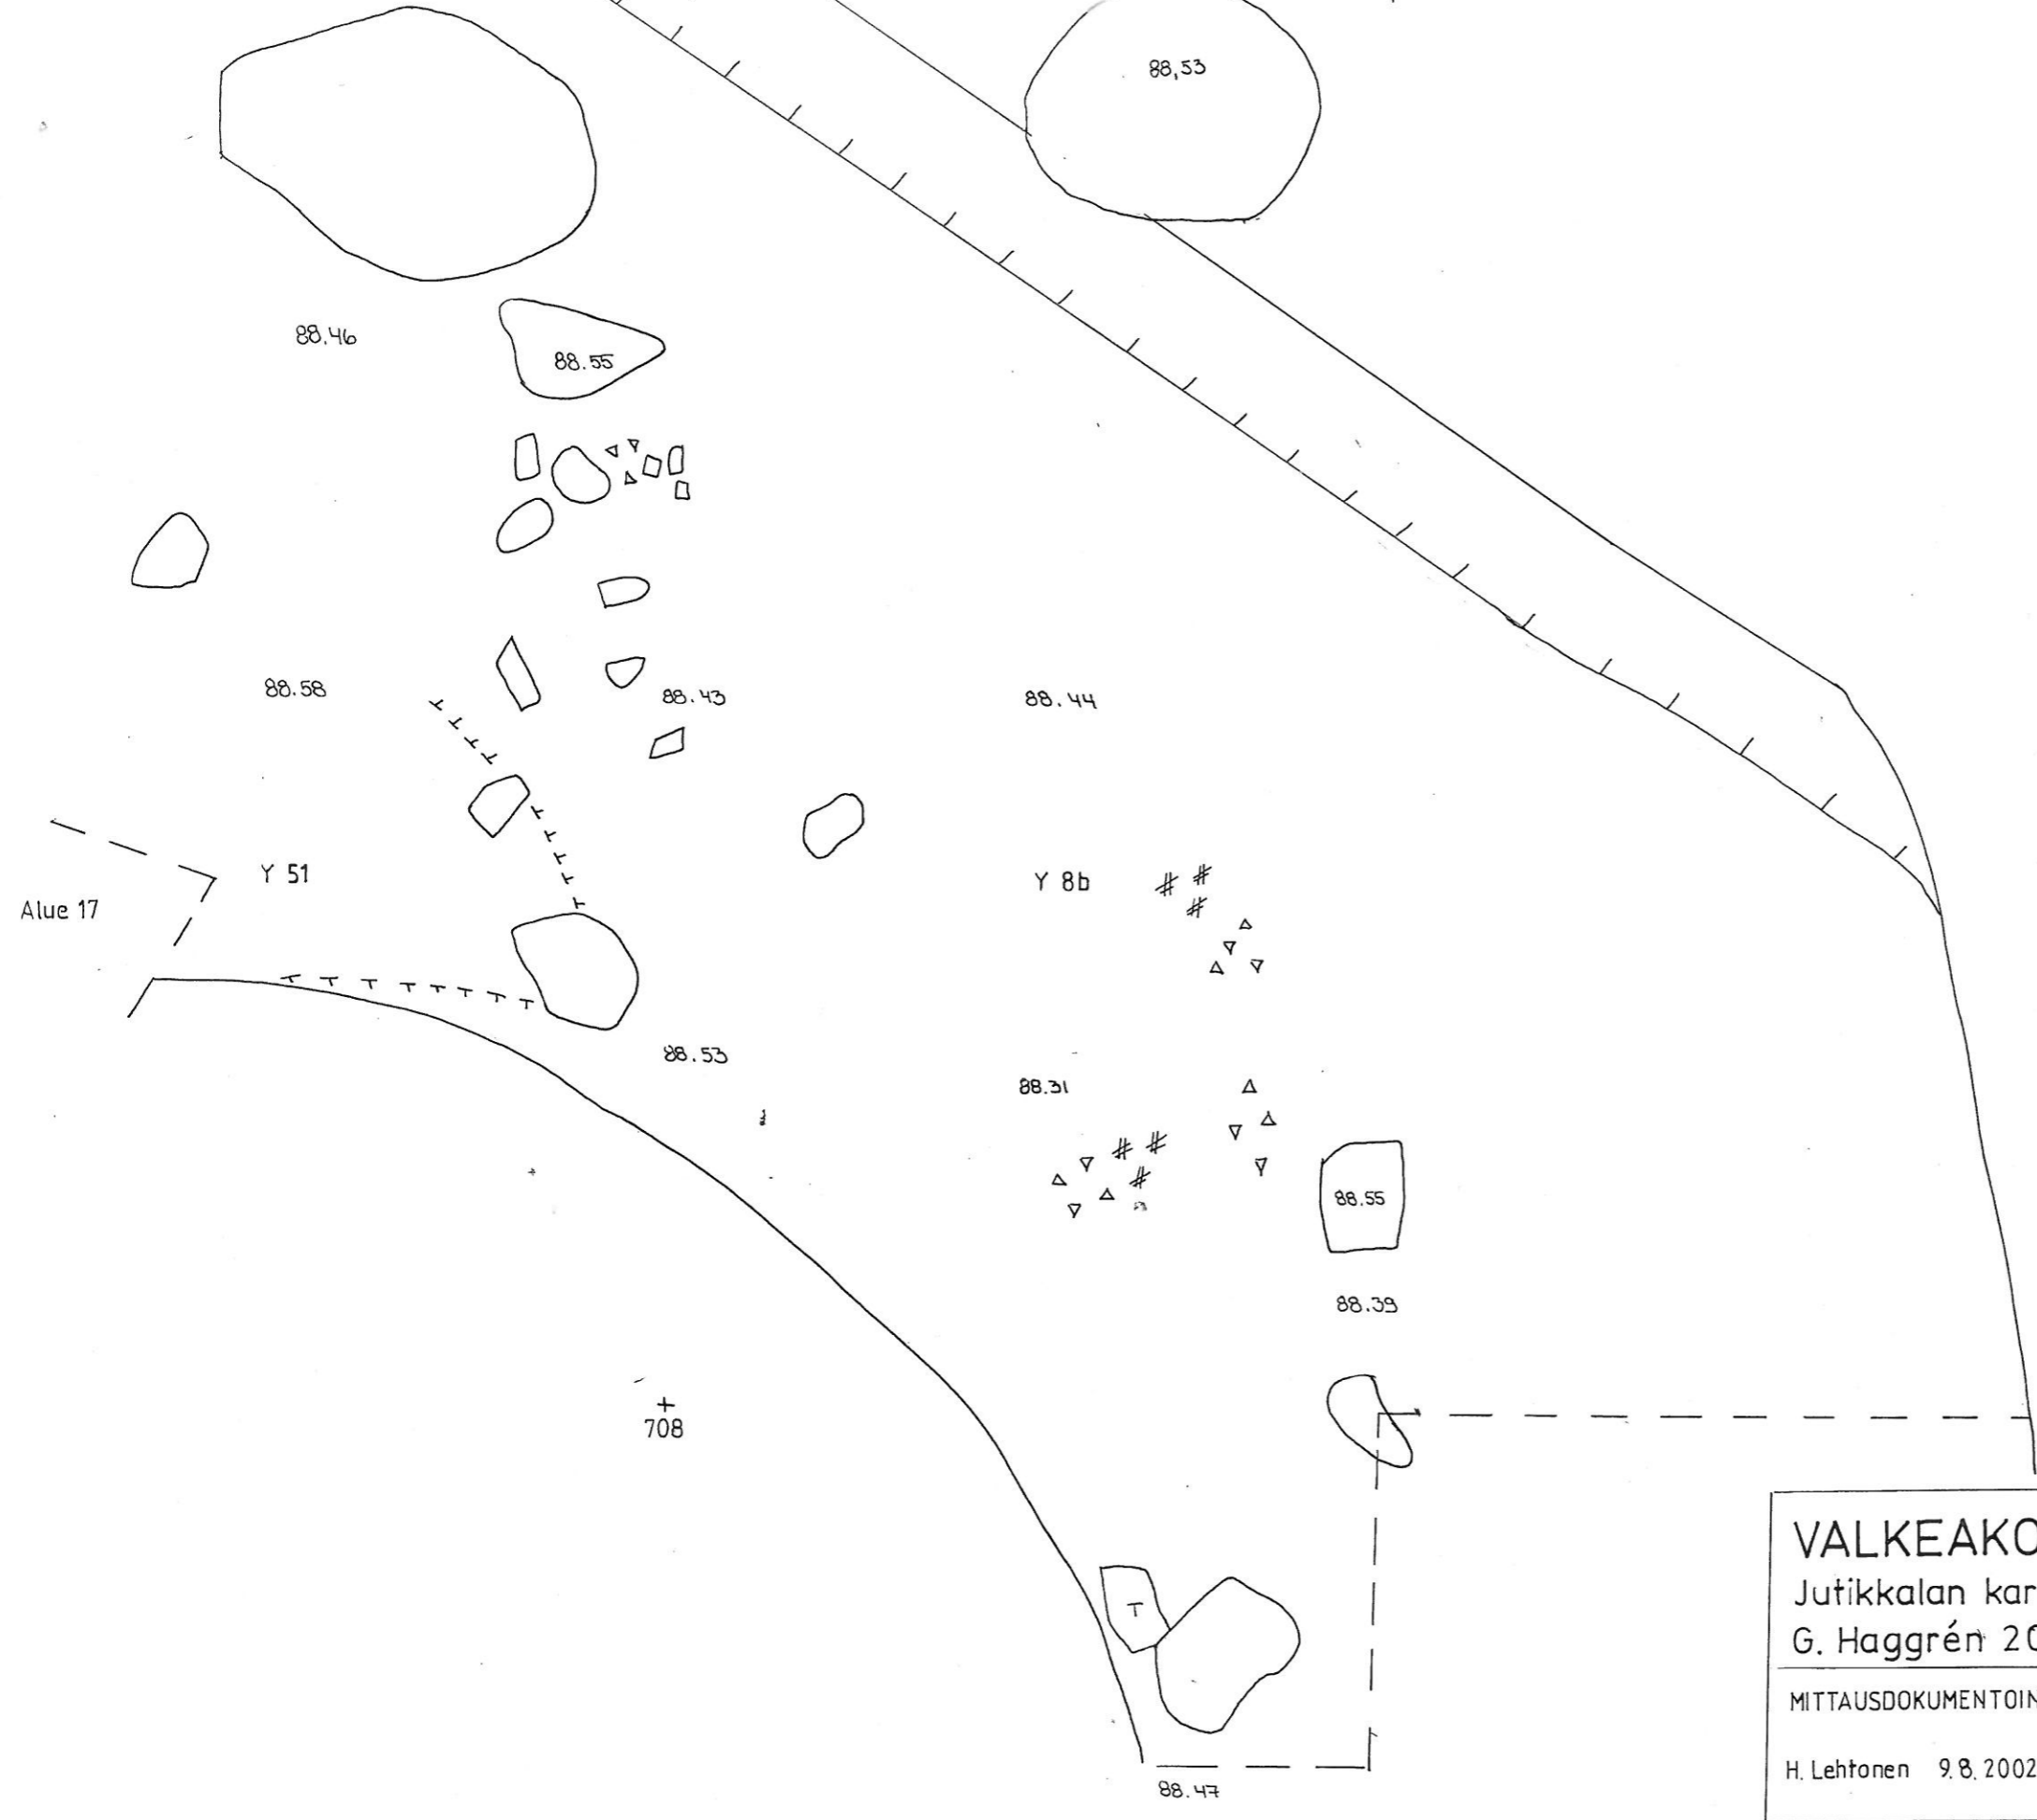 88,53
88.46
88.55
88.58
88.43
88.44
Y 51
Y 8b
Alue 17
88.53
88.31
88.55
88.39
708
T
88.47
VALKEAKO
Jutikkalan kar
G. Haggrén 20
MITTAUSDOKUMENTOIN
H. Lehtonen 9.8.2002